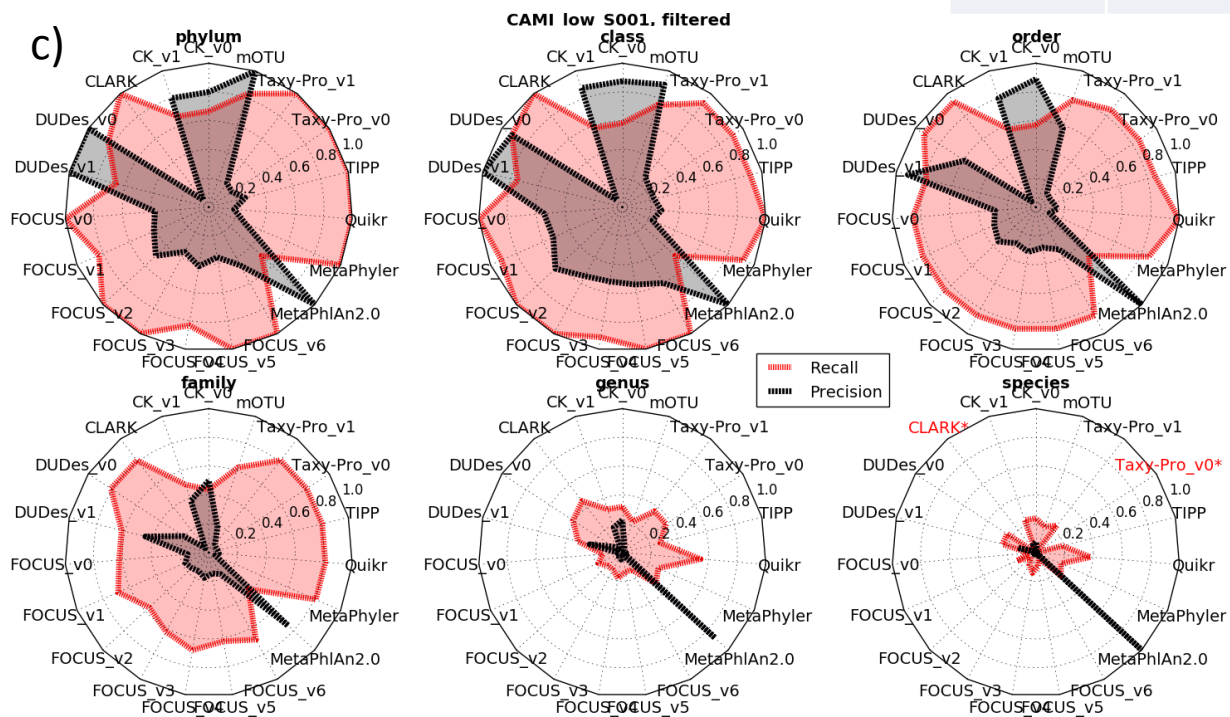 c)
CAMI low S001, filtered
phylum
CK_v0
mOTU
Taxy-Pro_v1
Taxy-Pro_v0
TIPP
Quikr
MetaPhyler
MetaPhlAn2.0
FOCUS_v6
FOCUS_v5
FOCUS_v4
FOCUS_v3
FOCUS_v2
FOCUS_v1
FOCUS_v0
DUDes_v1
DUDes_v0
CLARK
CK_v1
0.2
0.4
0.6
0.8
1.0
class
CK_v0
mOTU
Taxy-Pro_v1
Taxy-Pro_v0
TIPP
Quikr
MetaPhyler
MetaPhlAn2.0
FOCUS_v6
FOCUS_v5
FOCUS_v4
FOCUS_v3
FOCUS_v2
FOCUS_v1
FOCUS_v0
DUDes_v1
DUDes_v0
CLARK
CK_v1
0.2
0.4
0.6
0.8
1.0
order
CK_v0
mOTU
Taxy-Pro_v1
Taxy-Pro_v0
TIPP
Quikr
MetaPhyler
MetaPhlAn2.0
FOCUS_v6
FOCUS_v5
FOCUS_v4
FOCUS_v3
FOCUS_v2
FOCUS_v1
FOCUS_v0
DUDes_v1
DUDes_v0
CLARK
CK_v1
0.2
0.4
0.6
0.8
1.0
Recall
Precision
family
CK_v0
mOTU
Taxy-Pro_v1
Taxy-Pro_v0
TIPP
Quikr
MetaPhyler
MetaPhlAn2.0
FOCUS_v6
FOCUS_v5
FOCUS_v4
FOCUS_v3
FOCUS_v2
FOCUS_v1
FOCUS_v0
DUDes_v1
DUDes_v0
CLARK
CK_v1
0.2
0.4
0.6
0.8
1.0
genus
CK_v0
mOTU
Taxy-Pro_v1
Taxy-Pro_v0
TIPP
Quikr
MetaPhyler
MetaPhlAn2.0
FOCUS_v6
FOCUS_v5
FOCUS_v4
FOCUS_v3
FOCUS_v2
FOCUS_v1
FOCUS_v0
DUDes_v1
DUDes_v0
CLARK
CK_v1
0.2
0.4
0.6
0.8
1.0
species
CK_v0
mOTU
Taxy-Pro_v1
Taxy-Pro_v0*
TIPP
Quikr
MetaPhyler
MetaPhlAn2.0
FOCUS_v6
FOCUS_v5
FOCUS_v4
FOCUS_v3
FOCUS_v2
FOCUS_v1
FOCUS_v0
DUDes_v1
DUDes_v0
CLARK*
CK_v1
0.2
0.4
0.6
0.8
1.0